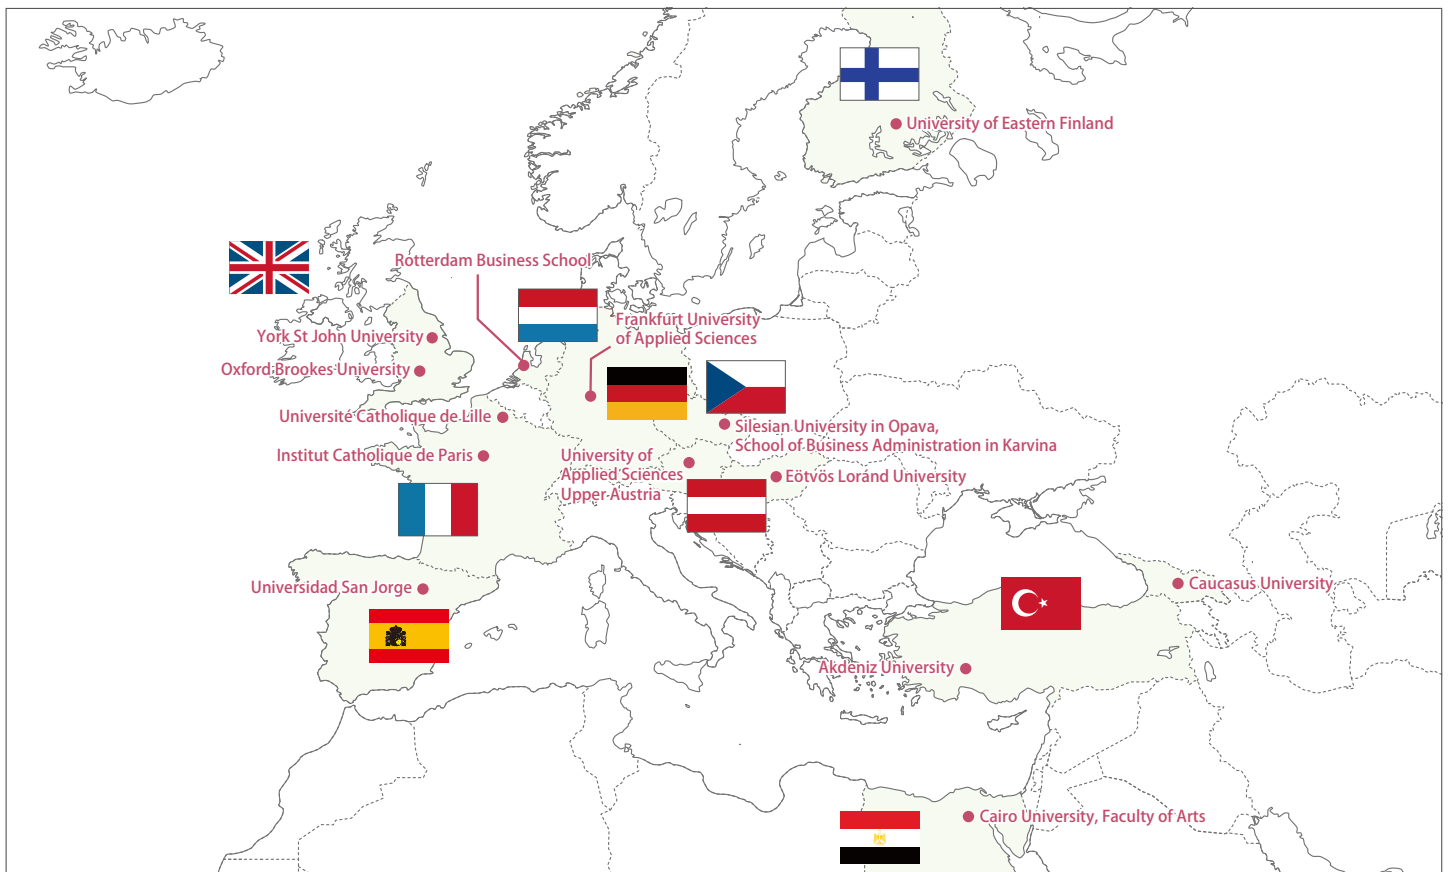 University of Eastern Finland
Rotterdam Business School
Frankfurt University
of Applied Sciences
York St John University
Oxford Brookes University
Université Catholique de Lille
Silesian University in Opava,
School of Business Administration in Karvina
Institut Catholique de Paris
University of
Applied Sciences
Upper Austria
Eötvös Loránd University
Universidad San Jorge
Caucasus University
Akdeniz University
Cairo University, Faculty of Arts